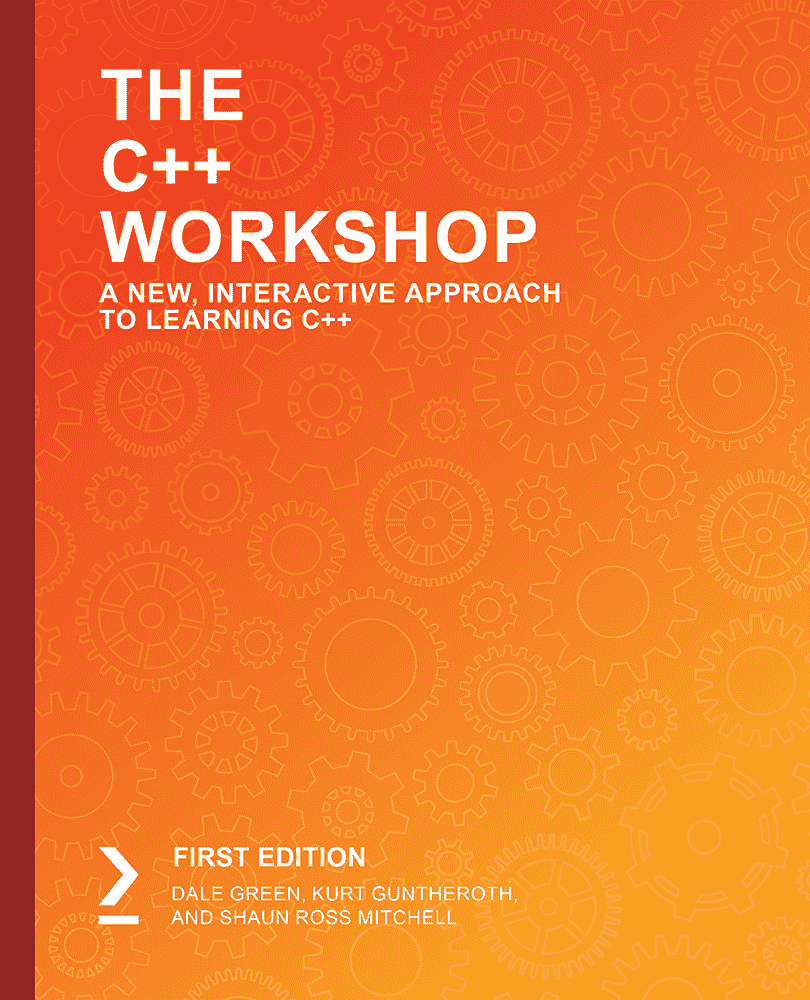 THE
C++
WORKSHOP
A NEW, INTERACTIVE APPROACH
TO LEARNING C++
FIRST EDITION
DALE GREEN, KURT GUNTHEROTH,
AND SHAUN ROSS MITCHELL